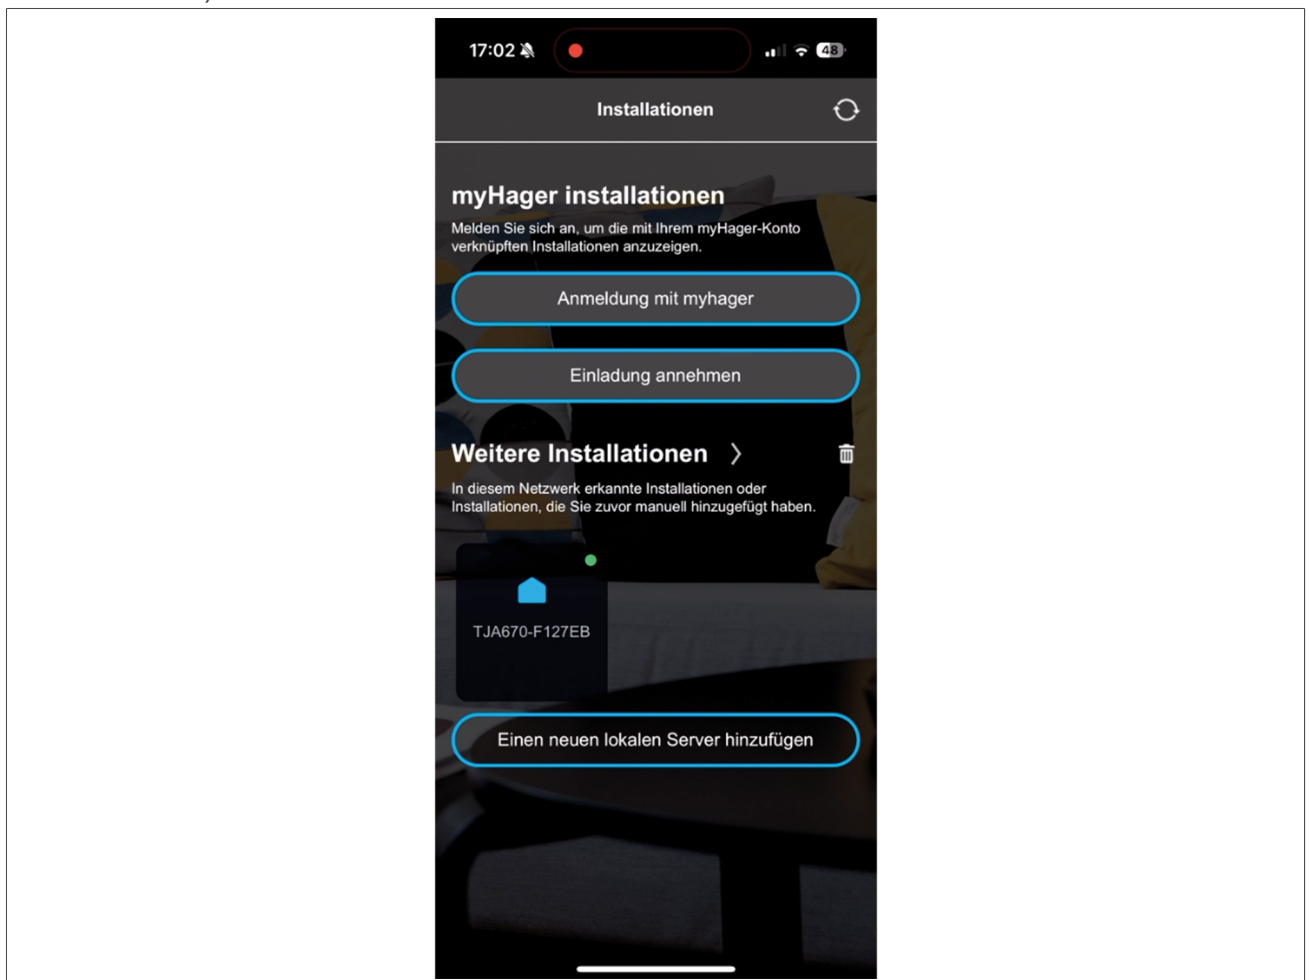 17:02
48
Installationen
myHager installationen
Melden Sie sich an, um die mit Ihrem myHager-Konto
verknüpften Installationen anzuzeigen.
Anmeldung mit myhager
Einladung annehmen
Weitere Installationen
In diesem Netzwerk erkannte Installationen oder
Installationen, die Sie zuvor manuell hinzugefügt haben.
TJA670-F127EB
Einen neuen lokalen Server hinzufügen